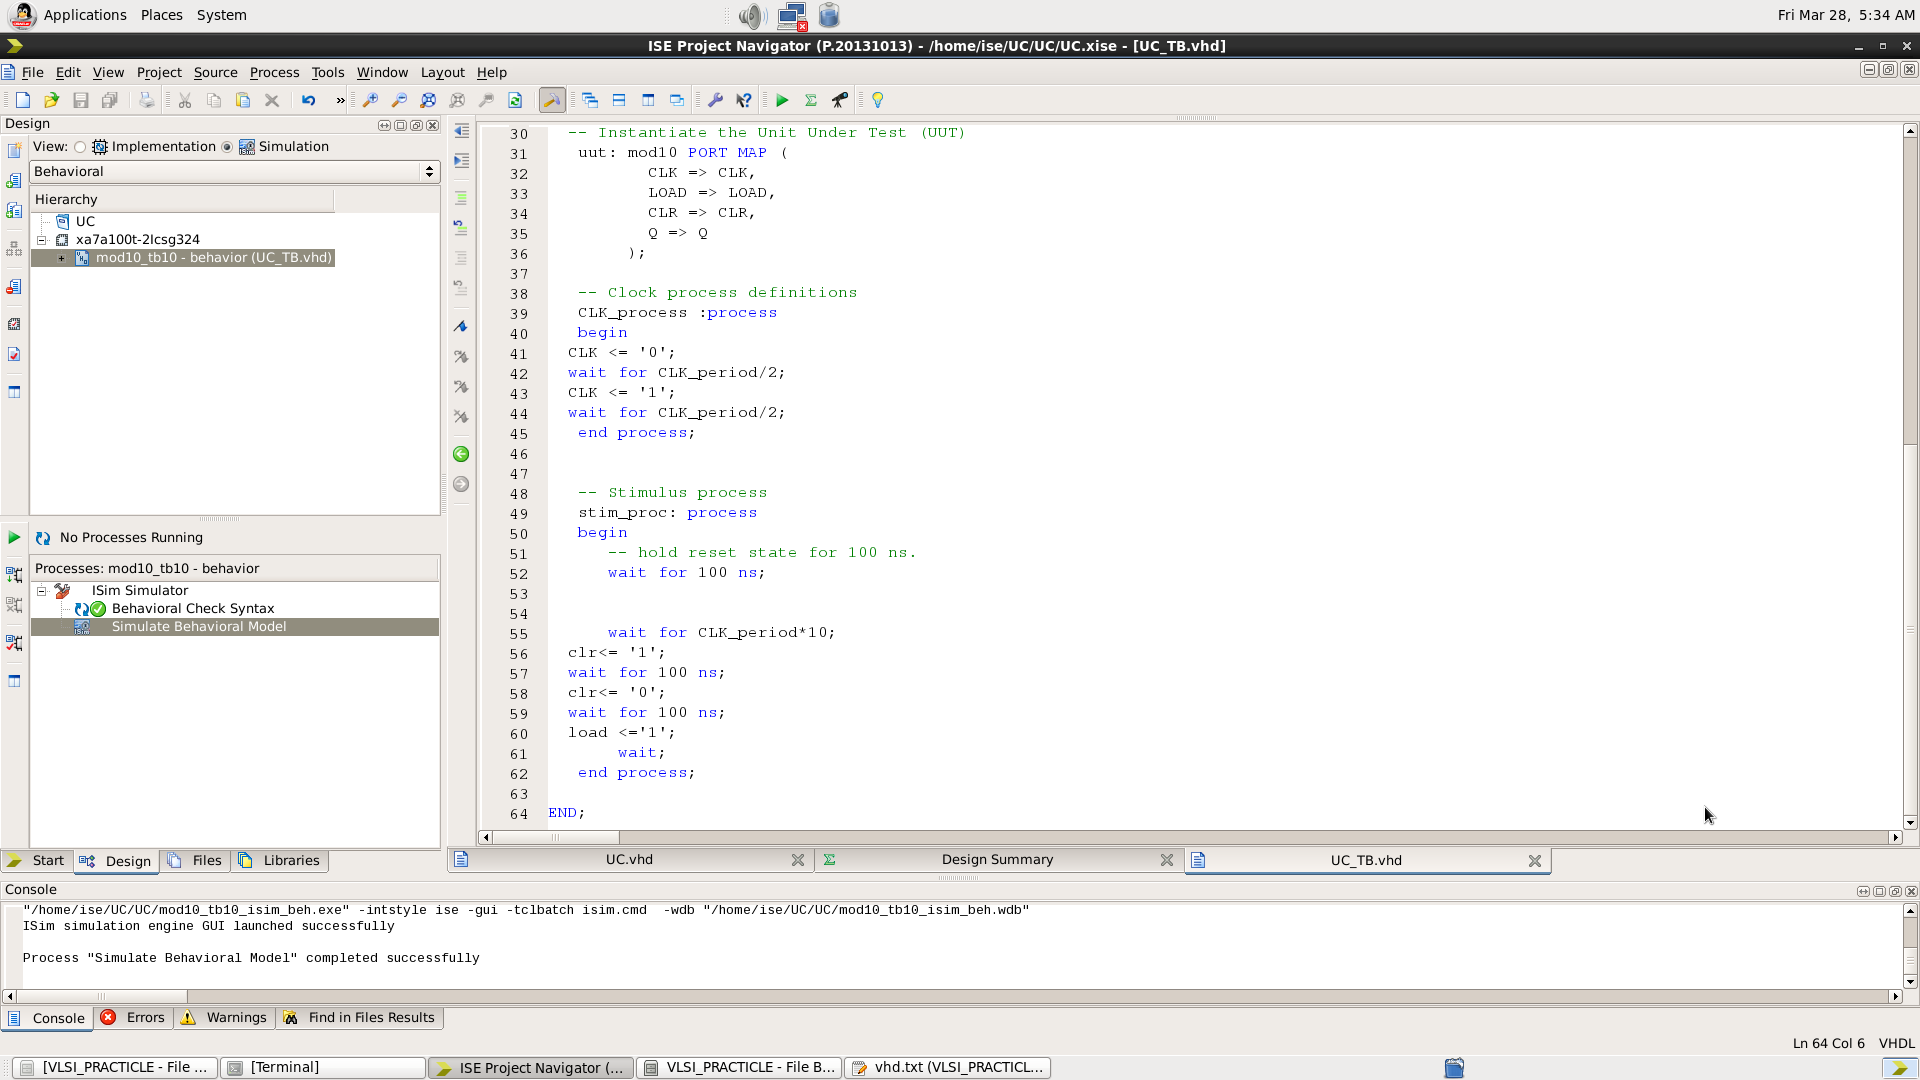 Applications Places System
Fri Mar 28, 5:34 AM
ISE Project Navigator (P.20131013) - /home/ise/UC/UC/UC.xise - [UC_TB.vhd]
File Edit View Project Source Process Tools Window Layout Help
»
Design
View: Implementation Simulation
Behavioral
Hierarchy
UC
xa7a100t-2Icsg324
mod10_tb10 - behavior (UC_TB.vhd)
No Processes Running
Processes: mod10_tb10 - behavior
ISim Simulator
Behavioral Check Syntax
Simulate Behavioral Model
Start Design Files Libraries
30 -- Instantiate the Unit Under Test (UUT)
31 uut: mod10 PORT MAP (
32 CLK => CLK,
33 LOAD => LOAD,
34 CLR => CLR,
35 Q => Q
36 );
37
38 -- Clock process definitions
39 CLK_process :process
40 begin
41 CLK <= '0';
42 wait for CLK_period/2;
43 CLK <= '1';
44 wait for CLK_period/2;
45 end process;
46
47
48 -- Stimulus process
49 stim_proc: process
50 begin
51 -- hold reset state for 100 ns.
52 wait for 100 ns;
53
54
55 wait for CLK_period*10;
56 clr<= '1';
57 wait for 100 ns;
58 clr<= '0';
59 wait for 100 ns;
60 load <='1';
61 wait;
62 end process;
63
64 END;
UC.vhd Design Summary UC_TB.vhd
Console
"/home/ise/UC/UC/mod10_tb10_isim_beh.exe" -intstyle ise -gui -tclbatch isim.cmd -wdb "/home/ise/UC/UC/mod10_tb10_isim_beh.wdb"
ISim simulation engine GUI launched successfully
Process "Simulate Behavioral Model" completed successfully
Console Errors Warnings Find in Files Results
Ln 64 Col 6 VHDL
[VLSI_PRACTICLE - File ... [Terminal] ISE Project Navigator (... VLSI_PRACTICLE - File B... vhd.txt (VLSI_PRACTICL...